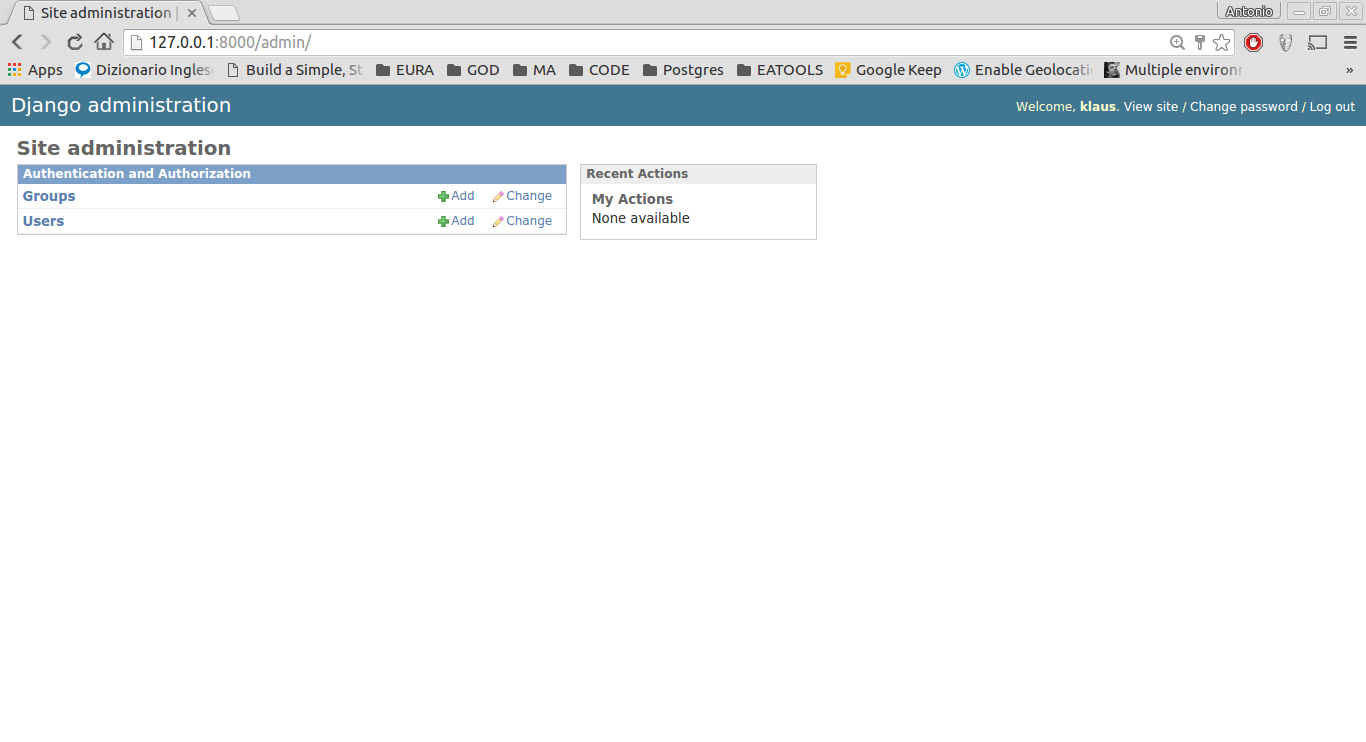 Site administration |
Antonio
127.0.0.1:8000/admin/
Apps Dizionario Ingles Build a Simple, St EURA GOD MA CODE Postgres EATOOLS Google Keep Enable Geolocati Multiple environ »
Django administration
Welcome, klaus. View site / Change password / Log out
Site administration
Authentication and Authorization
Groups Add Change
Users Add Change
Recent Actions
My Actions
None available